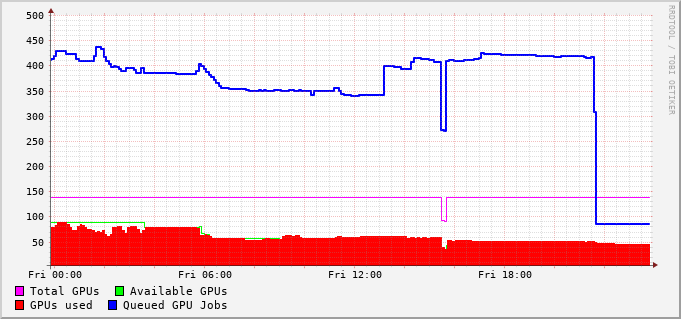 500
450
400
350
300
250
200
150
100
50
Fri 00:00 Fri 06:00 Fri 12:00 Fri 18:00
Total GPUs Available GPUs
GPUs used Queued GPU Jobs
RRDTOOL / TOBI OETIKER